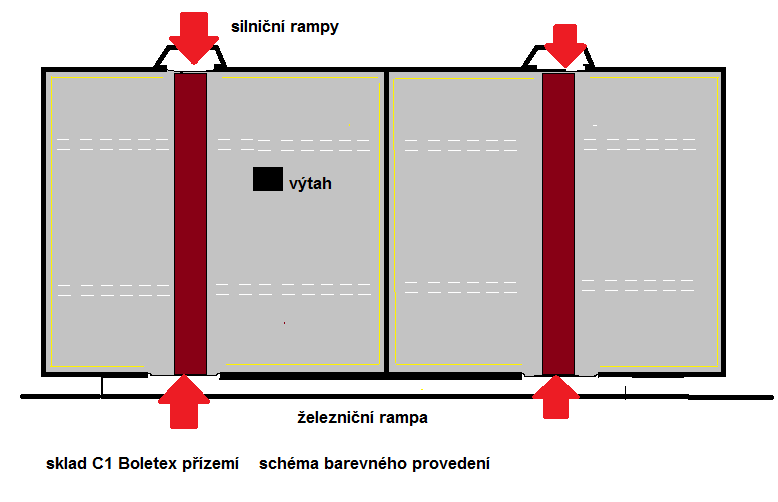 silniční rampy
výtah
železniční rampa
sklad C1 Boletex přízemí schéma barevného provedení